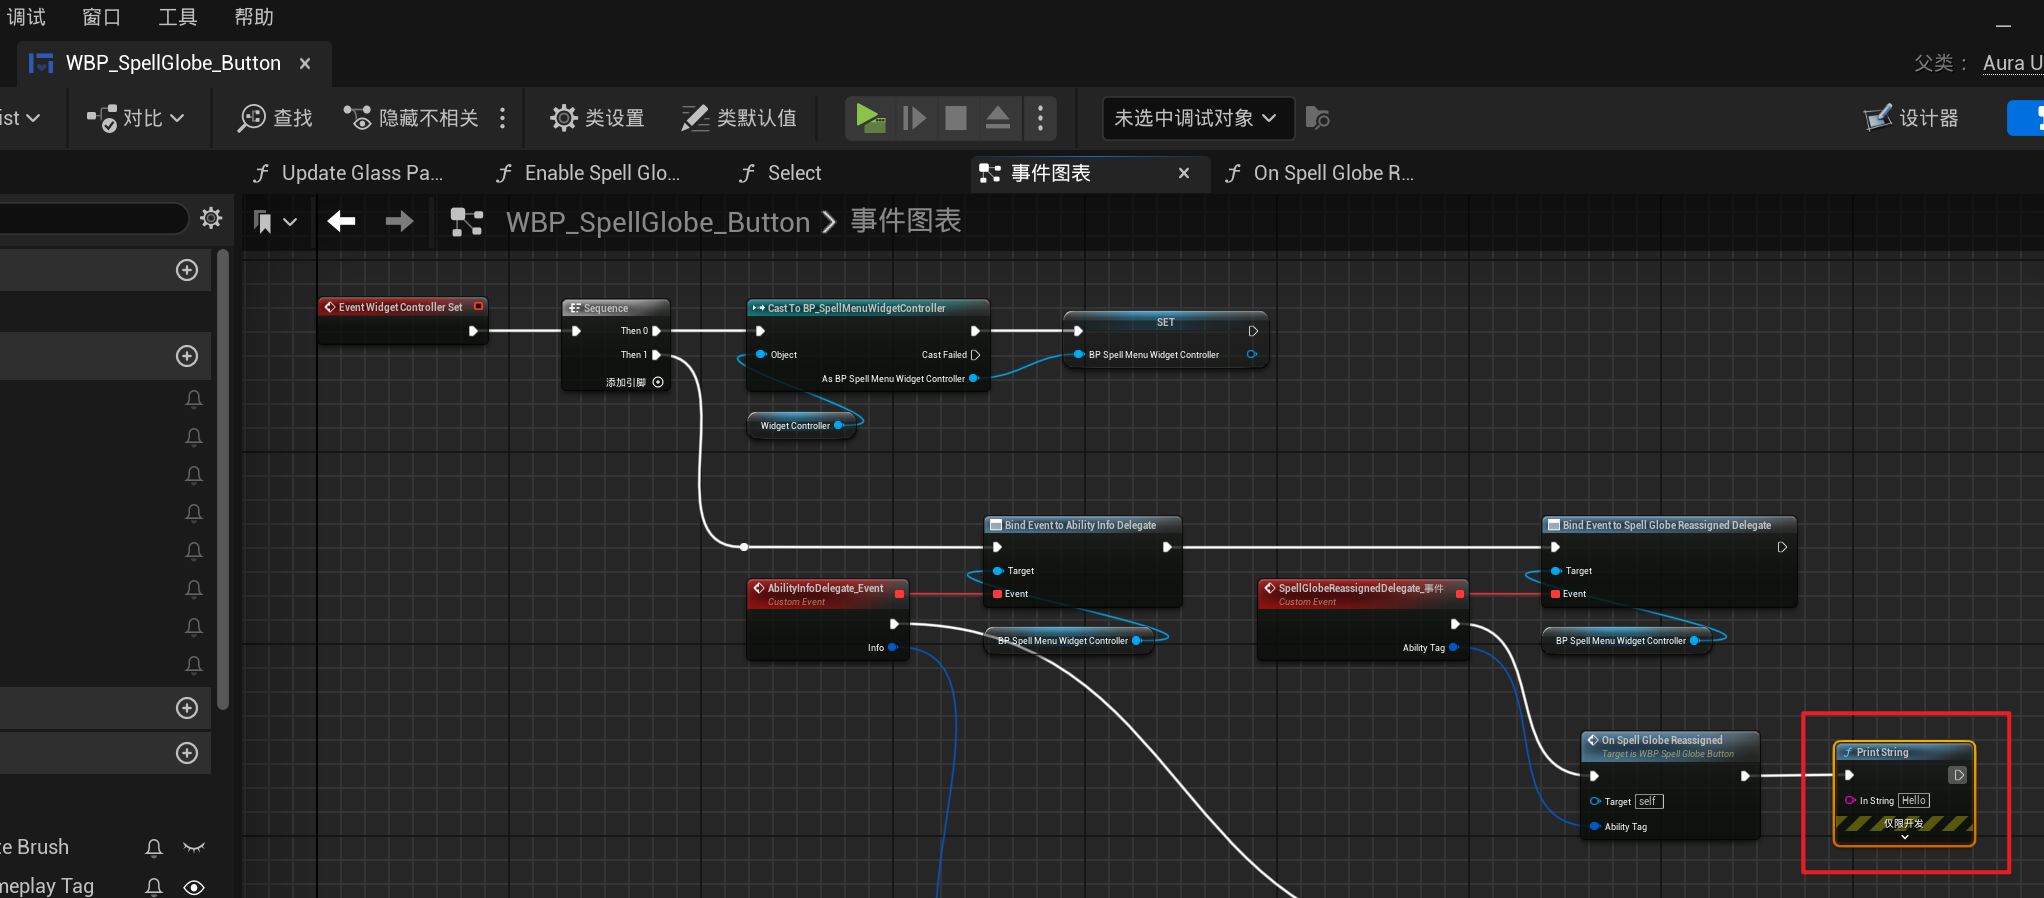 调试 窗口 工具 帮助
WBP_SpellGlobe_Button
父类： Aura U
ist 对比 查找 隐藏不相关 类设置 类默认值 未选中调试对象 设计器
Update Glass Pa... Enable Spell Glo... Select 事件图表 On Spell Globe R...
WBP_SpellGlobe_Button 事件图表
Event Widget Controller Set
Sequence
Then 0
Then 1
添加引脚
Cast To BP_SpellMenuWidgetController
Object
Cast Failed
As BP Spell Menu Widget Controller
SET
BP Spell Menu Widget Controller
Widget Controller
Bind Event to Ability Info Delegate
Target
Event
BP Spell Menu Widget Controller
AbilityInfoDelegate_Event
Custom Event
Info
SpellGlobeReassignedDelegate_事件
Custom Event
Ability Tag
Bind Event to Spell Globe Reassigned Delegate
Target
Event
BP Spell Menu Widget Controller
On Spell Globe Reassigned
Target is WBP Spell Globe Button
Target self
Ability Tag
Print String
In String Hello
仅限开发
te Brush
meplay Tag